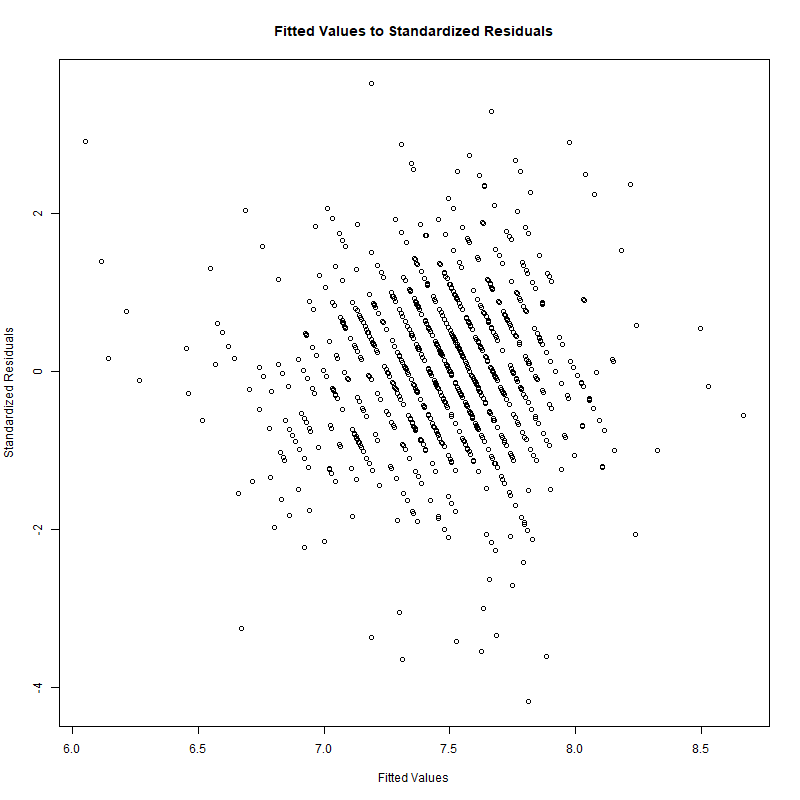 Fitted Values to Standardized Residuals
Standardized Residuals
2
0
-2
-4
6.0 6.5 7.0 7.5 8.0 8.5
Fitted Values